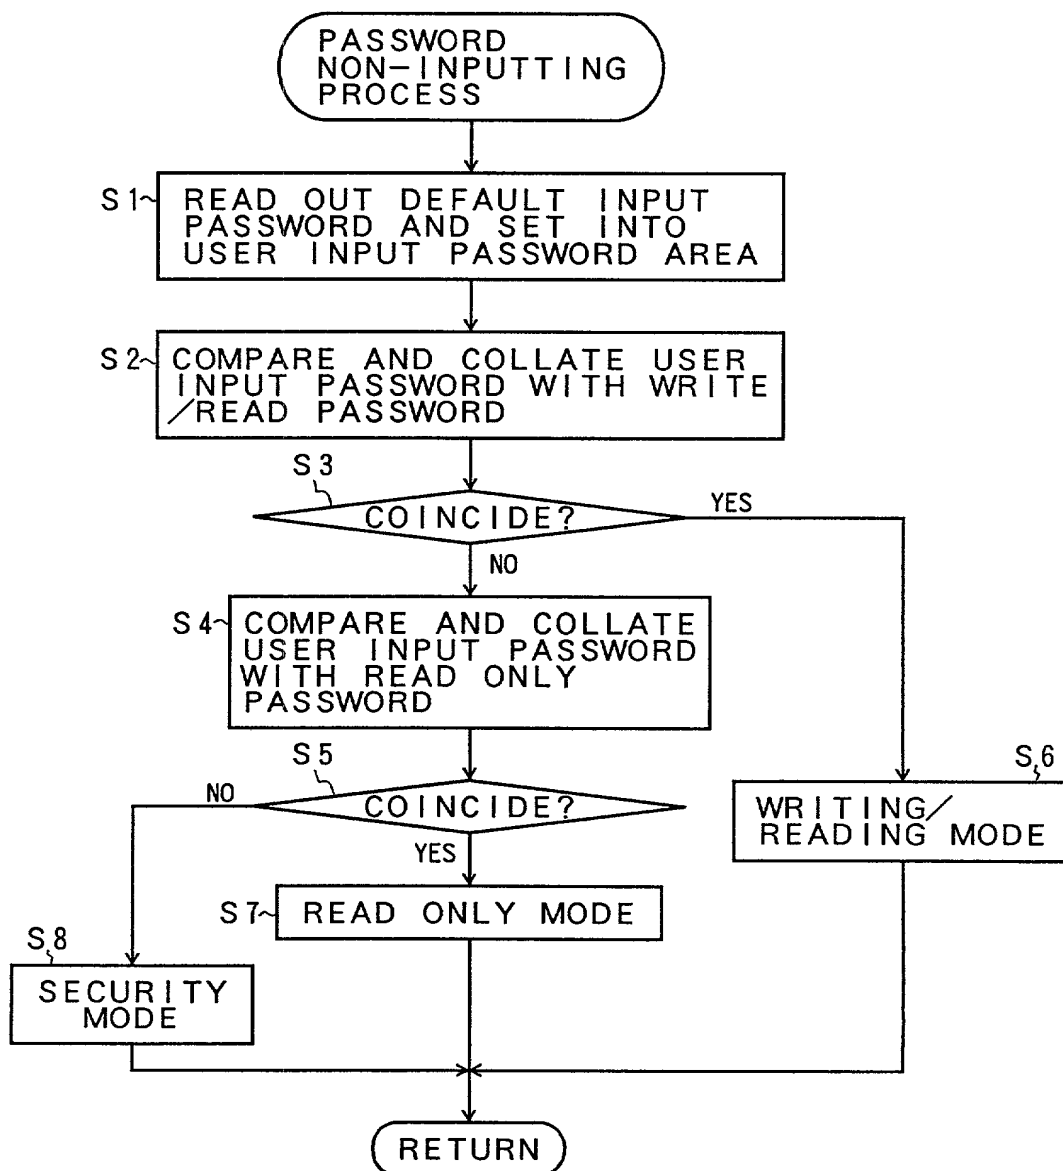 PASSWORD
NON-INPUTTING
PROCESS
S1
READ OUT DEFAULT INPUT
PASSWORD AND SET INTO
USER INPUT PASSWORD AREA
S2
COMPARE AND COLLATE USER
INPUT PASSWORD WITH WRITE
/READ PASSWORD
S3
COINCIDE?
YES
NO
S4
COMPARE AND COLLATE
USER INPUT PASSWORD
WITH READ ONLY
PASSWORD
S5
NO
COINCIDE?
YES
S6
WRITING/
READING MODE
S7
READ ONLY MODE
S8
SECURITY
MODE
RETURN